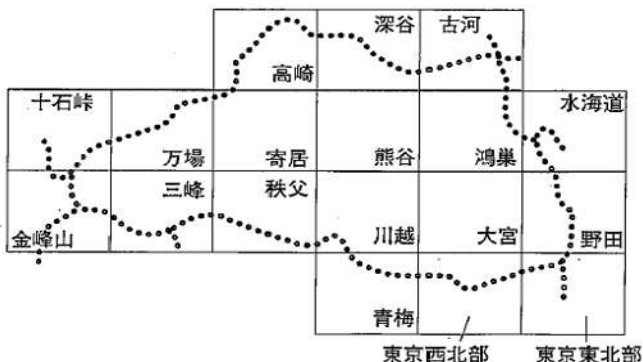 深谷 古河
高崎
十石峠 水海道
万場 寄居 熊谷 鴻巣
三峰 秩父
金峰山 川越 大宮 野田
青梅
東京西北部 東京東北部